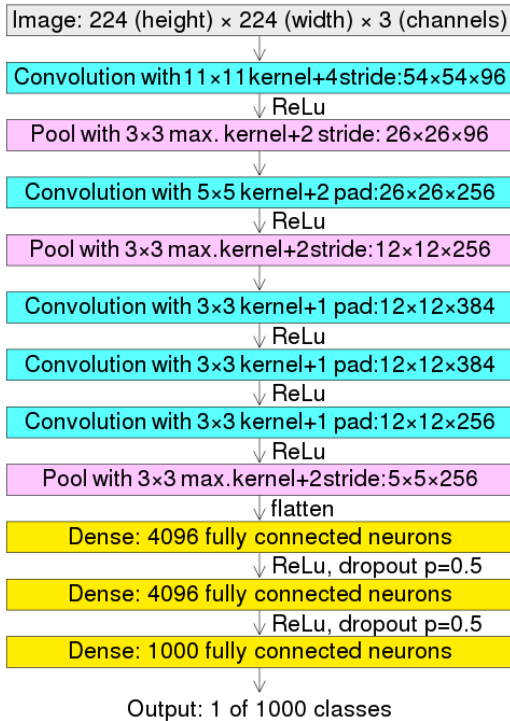 Image: 224 (height) × 224 (width) × 3 (channels)
Convolution with 11×11 kernel+4 stride: 54×54×96
ReLu
Pool with 3×3 max. kernel+2 stride: 26×26×96
Convolution with 5×5 kernel+2 pad:26×26×256
ReLu
Pool with 3×3 max.kernel+2stride:12×12×256
Convolution with 3×3 kernel+1 pad:12×12×384
ReLu
Convolution with 3×3 kernel+1 pad:12×12×384
ReLu
Convolution with 3×3 kernel+1 pad:12×12×256
ReLu
Pool with 3×3 max.kernel+2stride:5×5×256
flatten
Dense: 4096 fully connected neurons
ReLu, dropout p=0.5
Dense: 4096 fully connected neurons
ReLu, dropout p=0.5
Dense: 1000 fully connected neurons
Output: 1 of 1000 classes